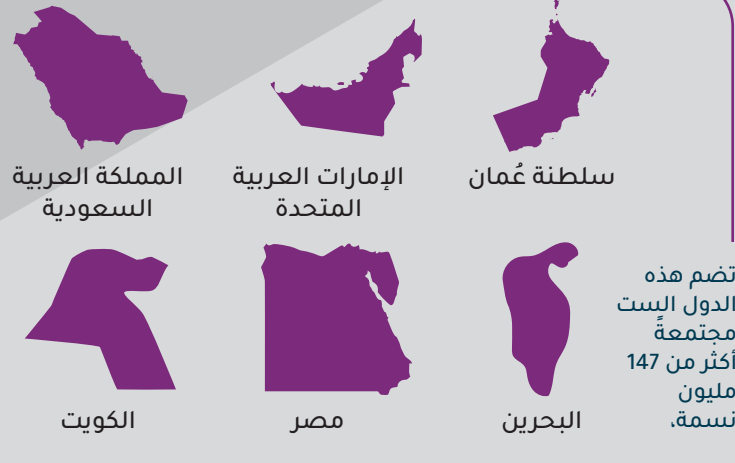 سلطنة عُمان
الإمارات العربية
المتحدة
المملكة العربية
السعودية
تضم هذه
الدول الست
مجتمعةً
أكثر من 147
مليون
نسمة،
البحرين
مصر
الكويت